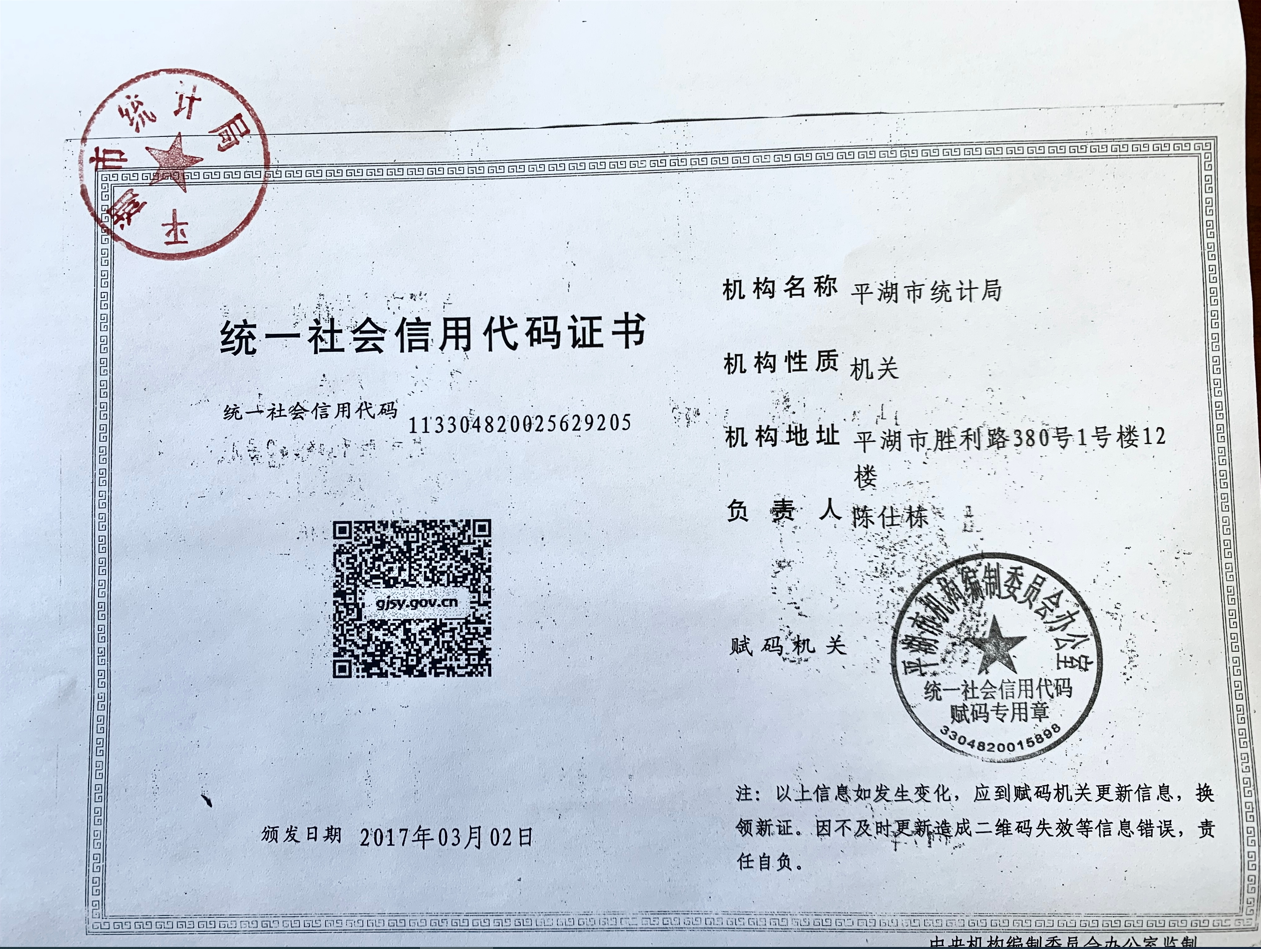 平湖市统计局
统一社会信用代码证书
统一社会信用代码 113304820025629205
gjsy.gov.cn
颁发日期 2017年03月02日
机构名称 平湖市统计局
机构性质 机关
机构地址 平湖市胜利路380号1号楼12
楼
负责人 陈仕栋
赋码机关
平湖市机构编制委员会办公室
统一社会信用代码
赋码专用章
3304820015898
注：以上信息如发生变化，应到赋码机关更新信息，换
领新证。因不及时更新造成二维码失效等信息错误，责
任自负。
中央机构编制委员会办公室监制